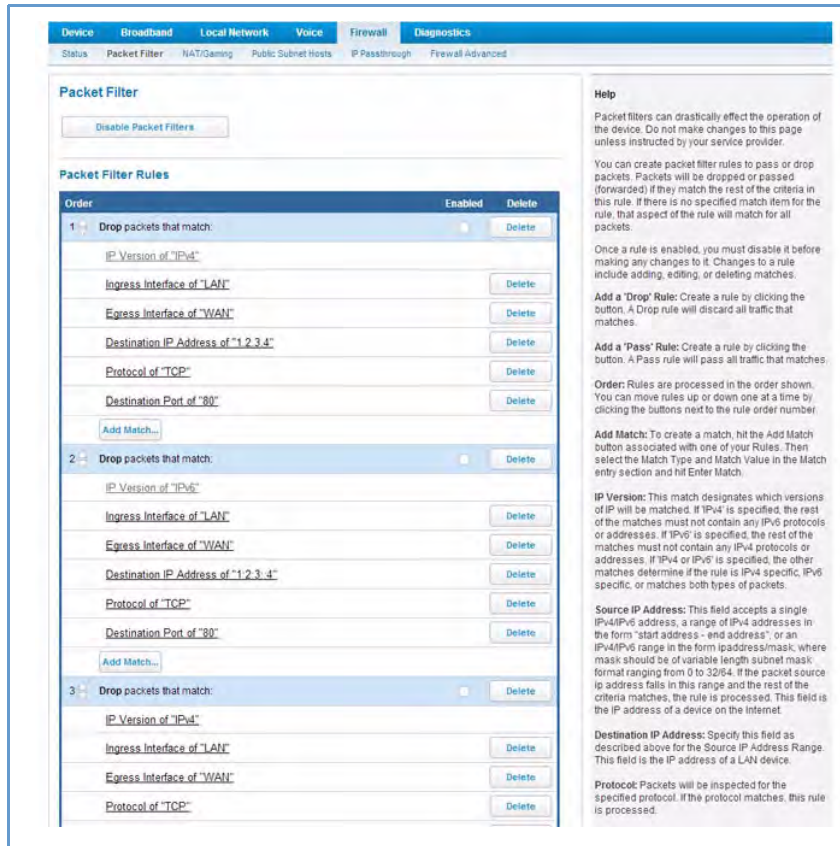 Device Broadband Local Network Voice Firewall Diagnostics
Status Packet Filter NAT/Gaming Public Subnet Hosts IP Passthrough Firewall Advanced
Packet Filter
Disable Packet Filters
Packet Filter Rules
Order Enabled Delete
1 Drop packets that match: Delete
IP Version of "IPv4"
Ingress Interface of "LAN" Delete
Egress Interface of "WAN" Delete
Destination IP Address of "1.2.3.4" Delete
Protocol of "TCP" Delete
Destination Port of "80" Delete
Add Match...
2 Drop packets that match: Delete
IP Version of "IPv6"
Ingress Interface of "LAN" Delete
Egress Interface of "WAN" Delete
Destination IP Address of "1:2:3::4" Delete
Protocol of "TCP" Delete
Destination Port of "80" Delete
Add Match...
3 Drop packets that match: Delete
IP Version of "IPv4"
Ingress Interface of "LAN" Delete
Egress Interface of "WAN" Delete
Protocol of "TCP" Delete
Help
Packet filters can drastically effect the operation of
the device. Do not make changes to this page
unless instructed by your service provider.
You can create packet filter rules to pass or drop
packets. Packets will be dropped or passed
(forwarded) if they match the rest of the criteria in
this rule. If there is no specified match item for the
rule, that aspect of the rule will match for all
packets.
Once a rule is enabled, you must disable it before
making any changes to it. Changes to a rule
include adding, editing, or deleting matches.
Add a 'Drop' Rule: Create a rule by clicking the
button. A Drop rule will discard all traffic that
matches.
Add a 'Pass' Rule: Create a rule by clicking the
button. A Pass rule will pass all traffic that matches.
Order: Rules are processed in the order shown.
You can move rules up or down one at a time by
clicking the buttons next to the rule order number.
Add Match: To create a match, hit the Add Match
button associated with one of your Rules. Then
select the Match Type and Match Value in the Match
entry section and hit Enter Match.
IP Version: This match designates which versions
of IP will be matched. If 'IPv4' is specified, the rest
of the matches must not contain any IPv6 protocols
or addresses. If 'IPv6' is specified, the rest of the
matches must not contain any IPv4 protocols or
addresses. If 'IPv4 or IPv6' is specified, the other
matches determine if the rule is IPv4 specific, IPv6
specific, or matches both types of packets.
Source IP Address: This field accepts a single
IPv4/IPv6 address, a range of IPv4 addresses in
the form "start address - end address", or an
IPv4/IPv6 range in the form ipaddress/mask, where
mask should be of variable length subnet mask
format ranging from 0 to 32/64. If the packet source
ip address falls in this range and the rest of the
criteria matches, the rule is processed. This field is
the IP address of a device on the Internet.
Destination IP Address: Specify this field as
described above for the Source IP Address Range.
This field is the IP address of a LAN device.
Protocol: Packets will be inspected for the
specified protocol. If the protocol matches, this rule
is processed.